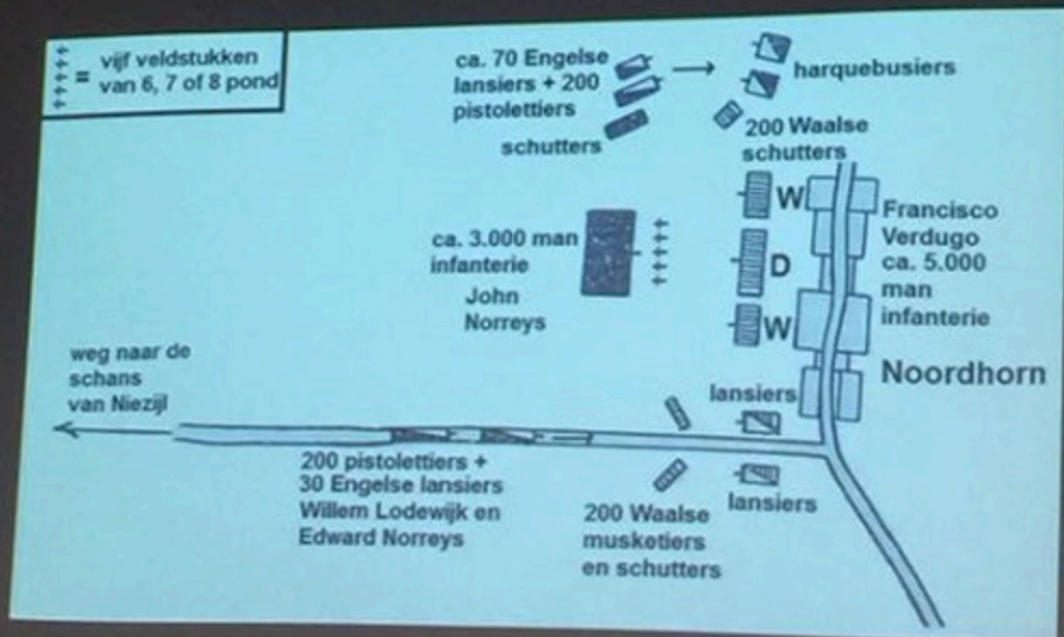 = vijf veldstukken
van 6, 7 of 8 pond
ca. 70 Engelse
lansiers + 200
pistolettiers
schutters
harquebusiers
200 Waalse
schutters
W
D
W
Francisco
Verdugo
ca. 5.000
man
infanterie
ca. 3.000 man
infanterie
John
Norreys
Noordhorn
weg naar de
schans
van Niezijl
lansiers
lansiers
200 pistolettiers +
30 Engelse lansiers
Willem Lodewijk en
Edward Norreys
200 Waalse
musketiers
en schutters